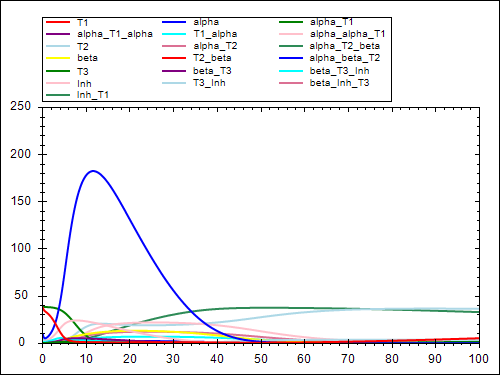 T1 alpha alpha_T1
alpha_T1_alpha T1_alpha alpha_alpha_T1
T2 alpha_T2 alpha_T2_beta
beta T2_beta alpha_beta_T2
T3 beta_T3 beta_T3_Inh
Inh T3_Inh beta_Inh_T3
Inh_T1
250
200
150
100
50
0
0 10 20 30 40 50 60 70 80 90 100